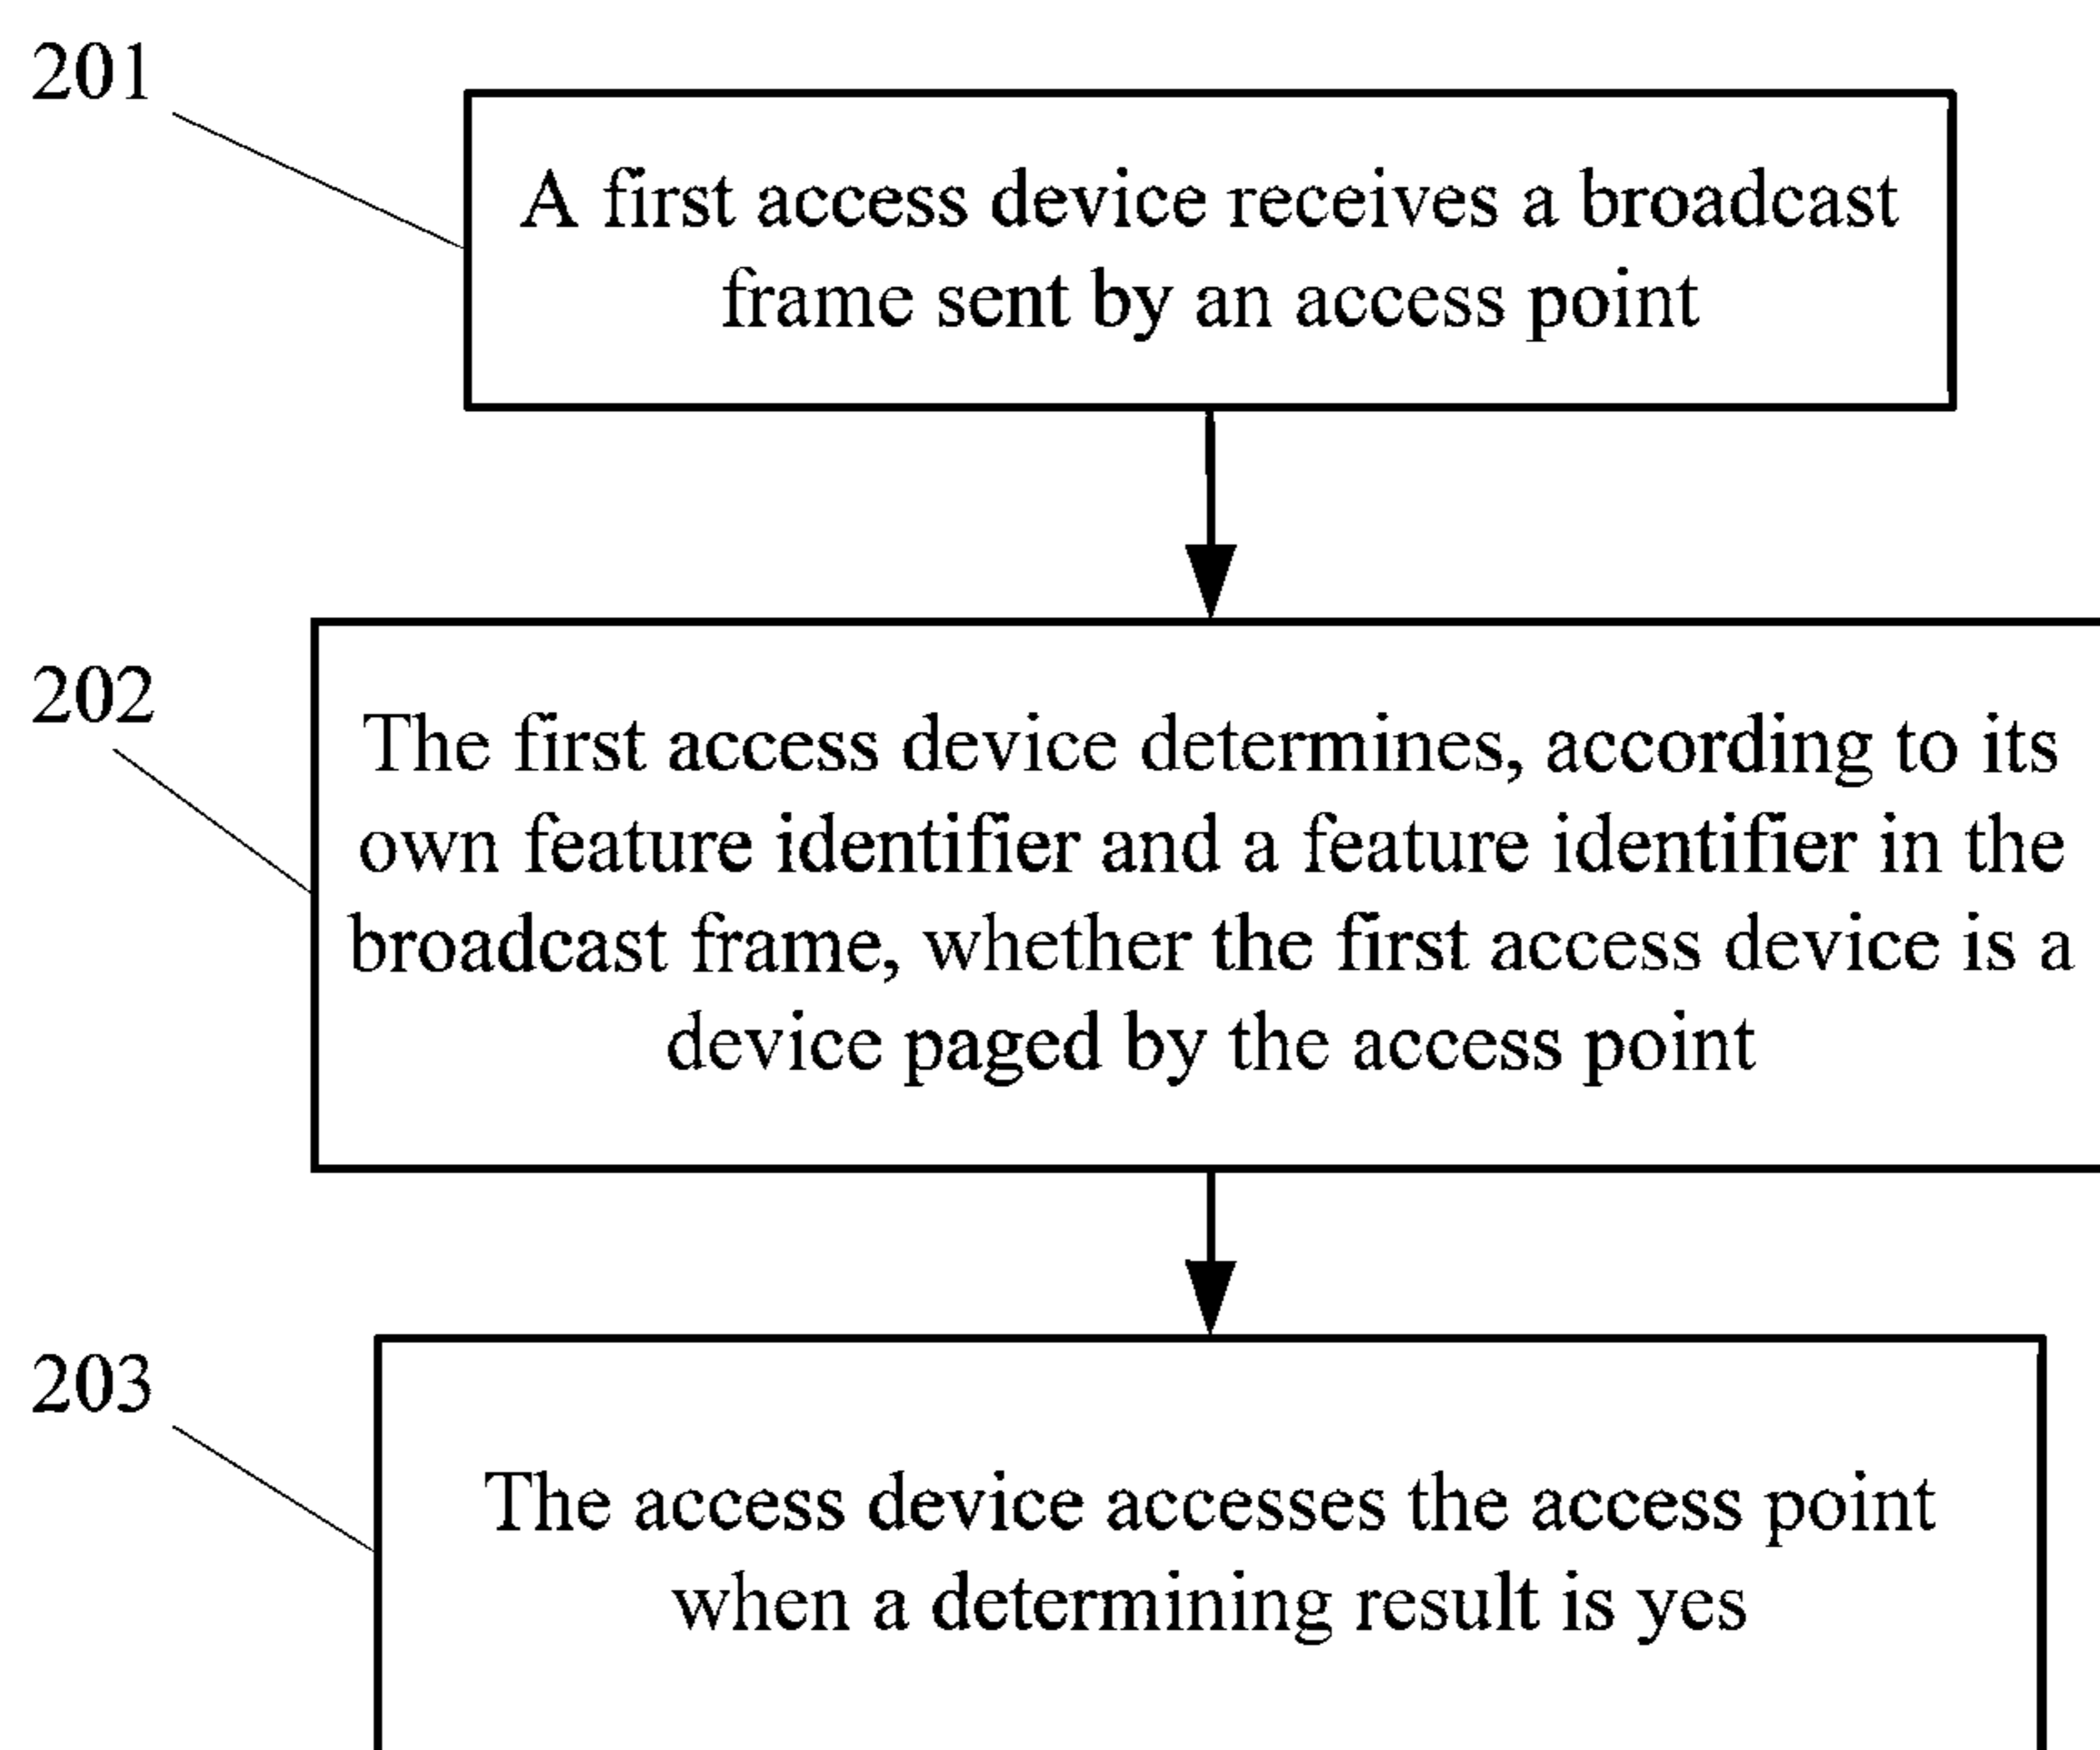 201
A first access device receives a broadcast
frame sent by an access point
202
The first access device determines, according to its
own feature identifier and a feature identifier in the
broadcast frame, whether the first access device is a
device paged by the access point
203
The access device accesses the access point
when a determining result is yes